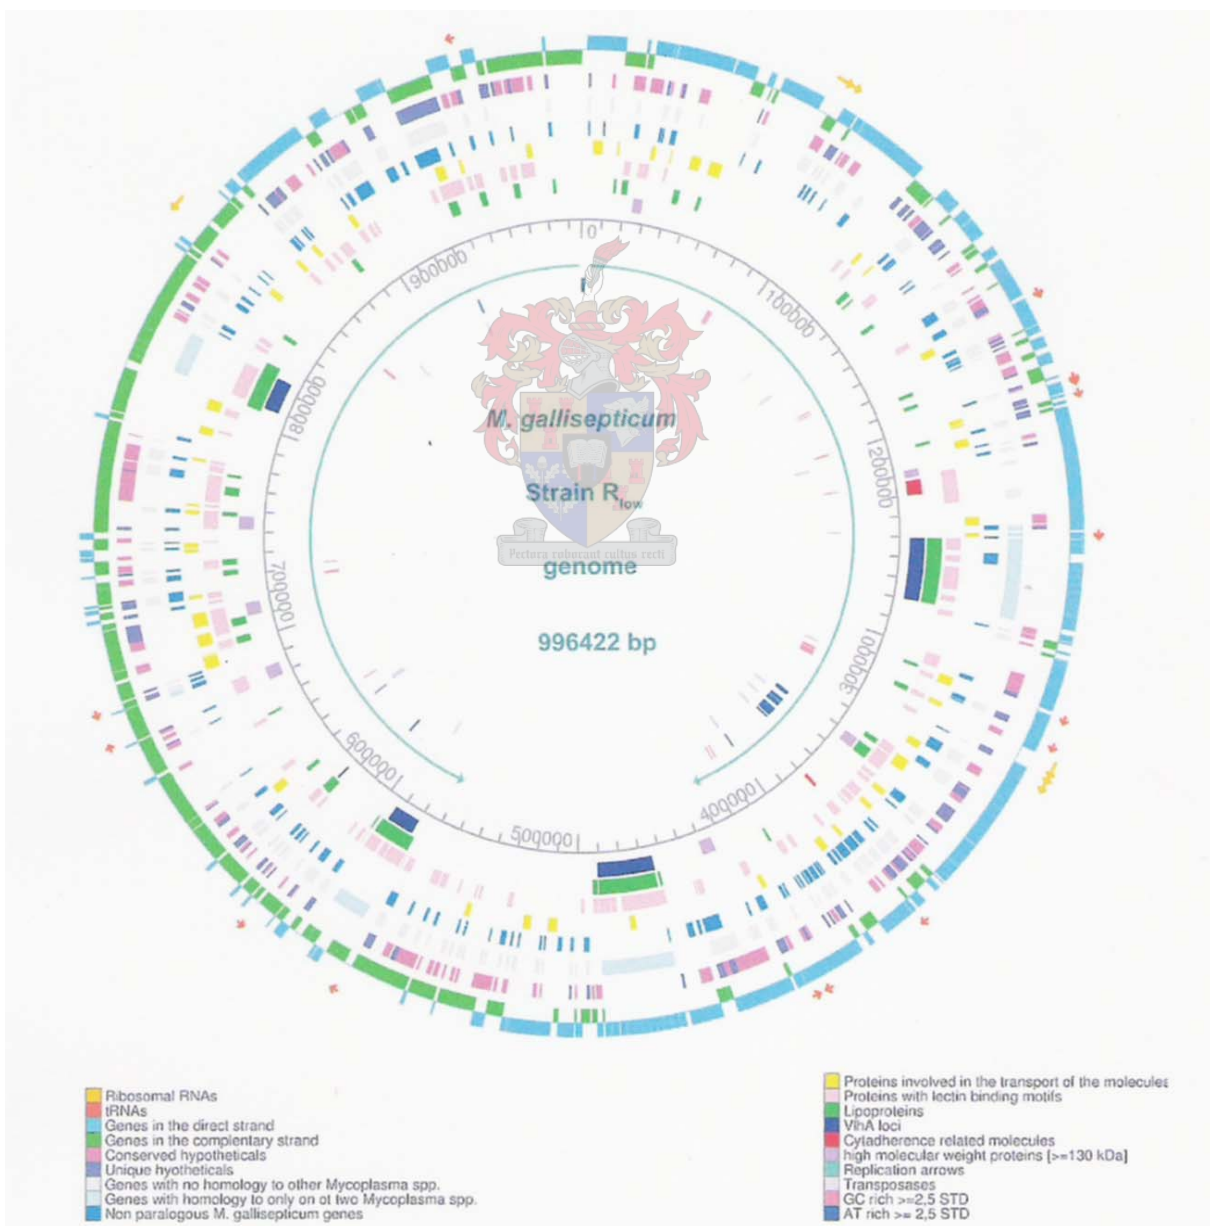 0
100000
200000
300000
400000
500000
600000
700000
800000
900000
M. gallisepticum
Strain Rlow
Pectora roborant cultus recti
genome
996422 bp
Ribosomal RNAs
tRNAs
Genes in the direct strand
Genes in the complentary strand
Conserved hypotheticals
Unique hyotheticals
Genes with no homology to other Mycoplasma spp.
Genes with homology to only on ot two Mycoplasma spp.
Non paralogous M. gallisepticum genes
Proteins involved in the transport of the molecules
Proteins with lectin binding motifs
Lipoproteins
VlhA loci
Cytadherence related molecules
high molecular weight proteins [>=130 kDa]
Replication arrows
Transposases
GC rich >=2,5 STD
AT rich >= 2,5 STD